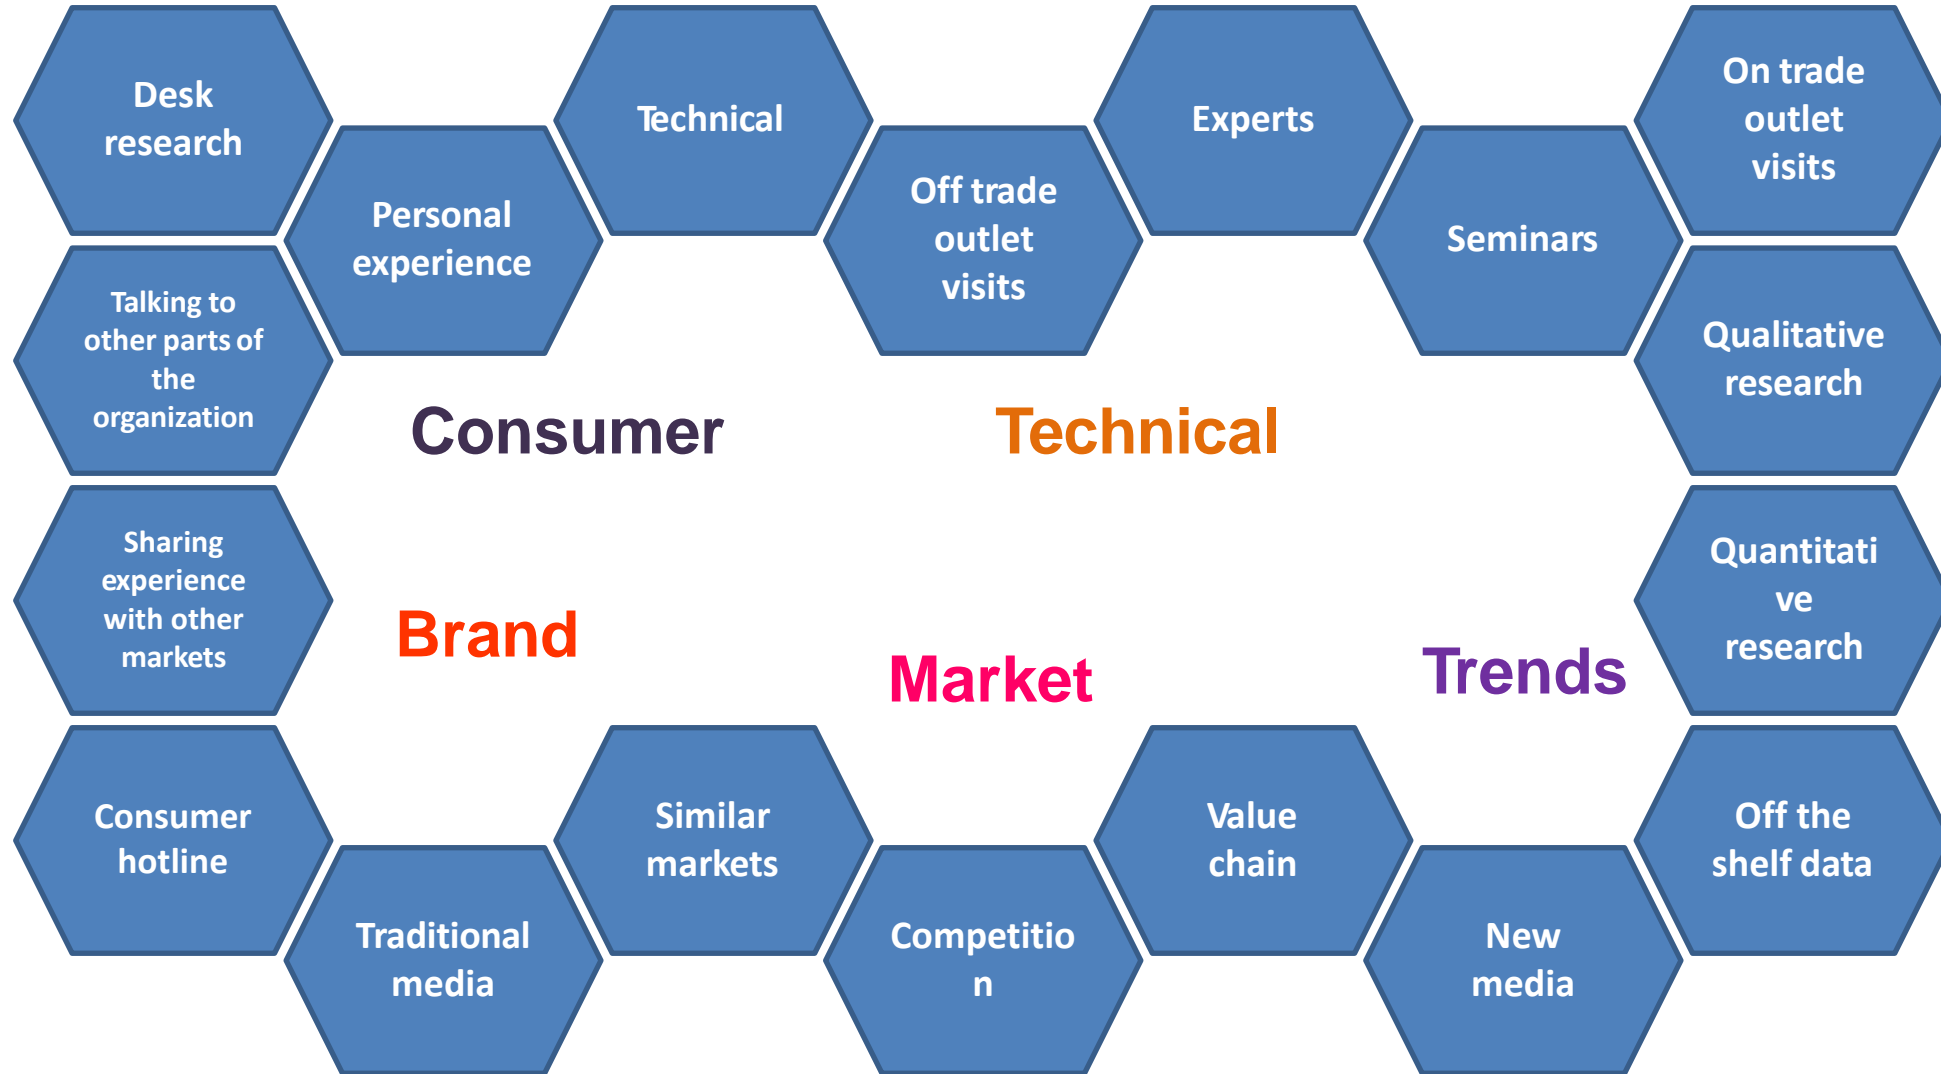 Desk
research
Personal
experience
Technical
Off trade
outlet
visits
Experts
Seminars
On trade
outlet
visits
Talking to
other parts of
the
organization
Qualitative
research
Consumer
Technical
Sharing
experience
with other
markets
Quantitati
ve
research
Brand
Market
Trends
Consumer
hotline
Traditional
media
Similar
markets
Competitio
n
Value
chain
New
media
Off the
shelf data